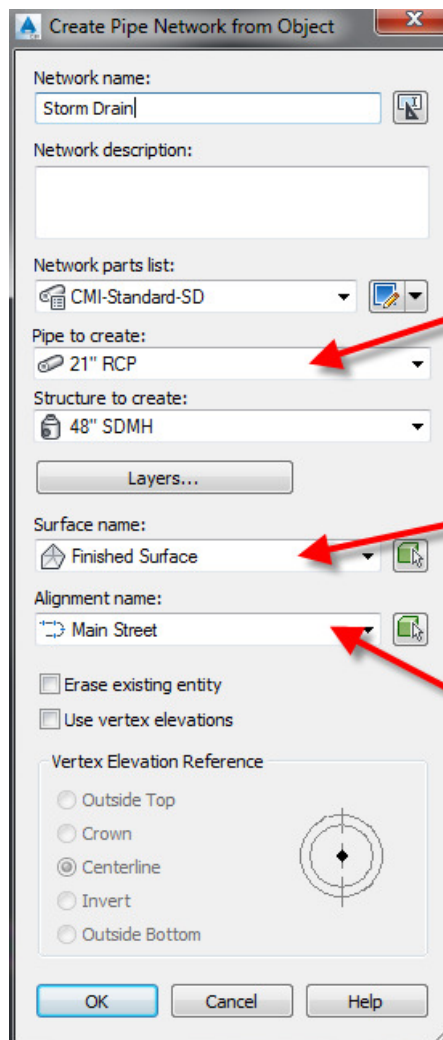 Create Pipe Network from Object
Network name:
Storm Drain
Network description:
Network parts list:
CMI-Standard-SD
Pipe to create:
21" RCP
Structure to create:
48" SDMH
Layers...
Surface name:
Finished Surface
Alignment name:
Main Street
Erase existing entity
Use vertex elevations
Vertex Elevation Reference
Outside Top
Crown
Centerline
Invert
Outside Bottom
OK Cancel Help